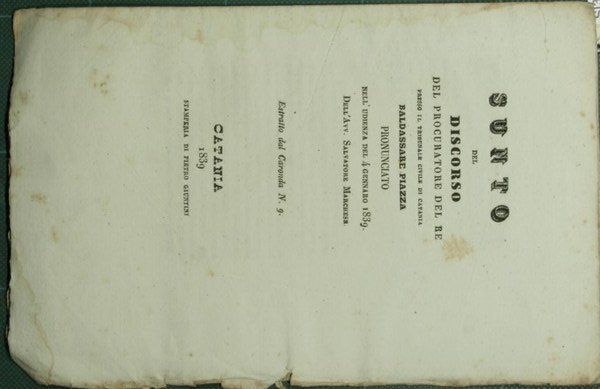 SUNTO
DEL
DISCORSO
DEL PROCURATORE DEL RE
PRESSO IL TRIBUNALE CIVILE DI CATANIA
BALDASSARE PIAZZA
PRONUNCIATO
NELL' UDIENZA DEL 4 GENNARO 1839.
DELL'AVV. SALVATORE MARCHESE
Estratto dal Caronda N. 9.
CATANIA
1839
STAMPERIA DI PIETRO GIUNTINI